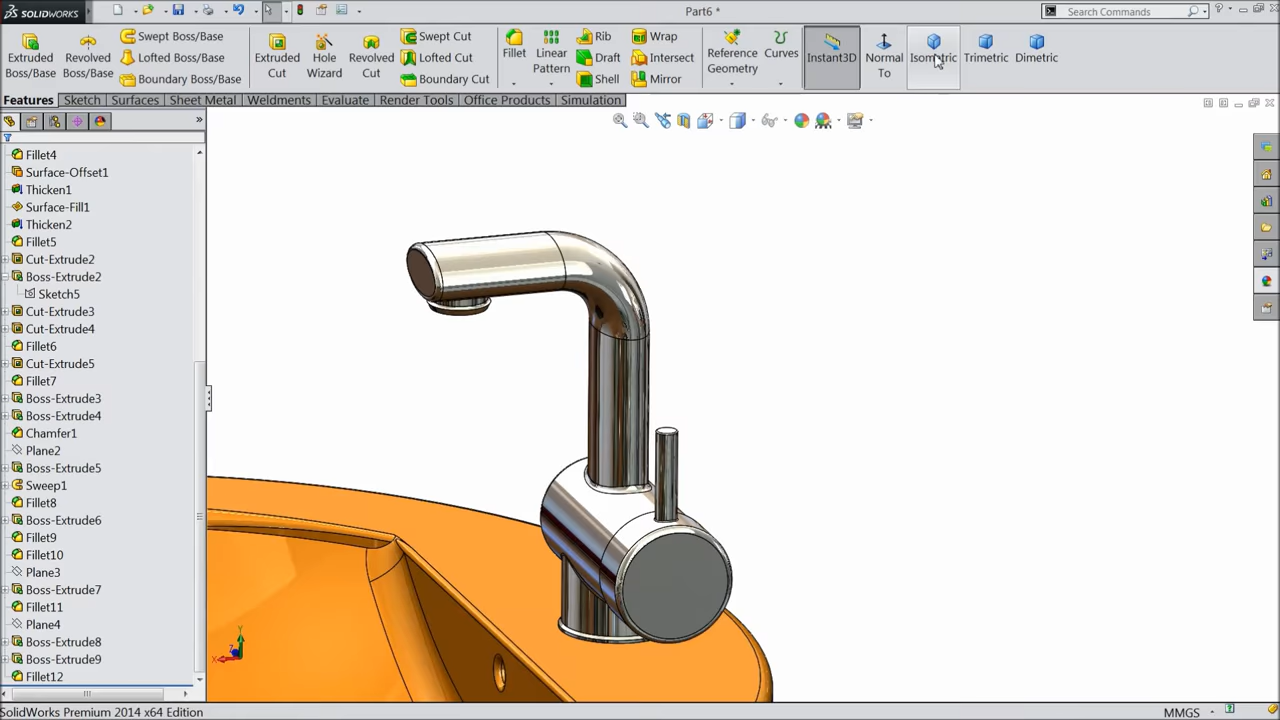 SOLIDWORKS
Part6 *
Search Commands
Extruded Boss/Base
Revolved Boss/Base
Swept Boss/Base
Lofted Boss/Base
Boundary Boss/Base
Extruded Cut
Hole Wizard
Revolved Cut
Swept Cut
Lofted Cut
Boundary Cut
Fillet
Linear Pattern
Rib
Draft
Shell
Wrap
Intersect
Mirror
Reference Geometry
Curves
Instant3D
Normal To
Isometric
Trimetric
Dimetric
Features
Sketch
Surfaces
Sheet Metal
Weldments
Evaluate
Render Tools
Office Products
Simulation
Fillet4
Surface-Offset1
Thicken1
Surface-Fill1
Thicken2
Fillet5
Cut-Extrude2
Boss-Extrude2
Sketch5
Cut-Extrude3
Cut-Extrude4
Fillet6
Cut-Extrude5
Fillet7
Boss-Extrude3
Boss-Extrude4
Chamfer1
Plane2
Boss-Extrude5
Sweep1
Fillet8
Boss-Extrude6
Fillet9
Fillet10
Plane3
Boss-Extrude7
Fillet11
Plane4
Boss-Extrude8
Boss-Extrude9
Fillet12
Y
X
Z
SolidWorks Premium 2014 x64 Edition
MMGS